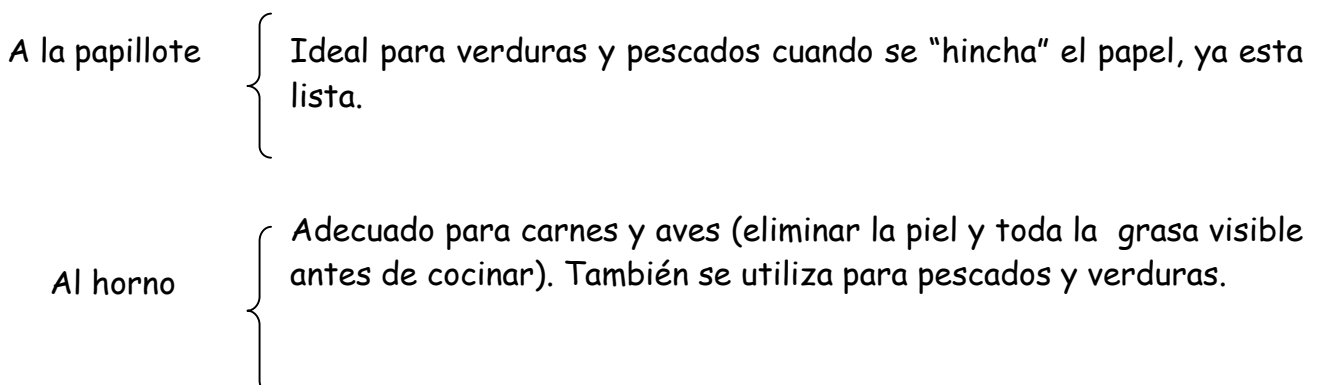 A la papillote
Ideal para verduras y pescados cuando se “hincha” el papel, ya esta
lista.
Al horno
Adecuado para carnes y aves (eliminar la piel y toda la grasa visible
antes de cocinar). También se utiliza para pescados y verduras.